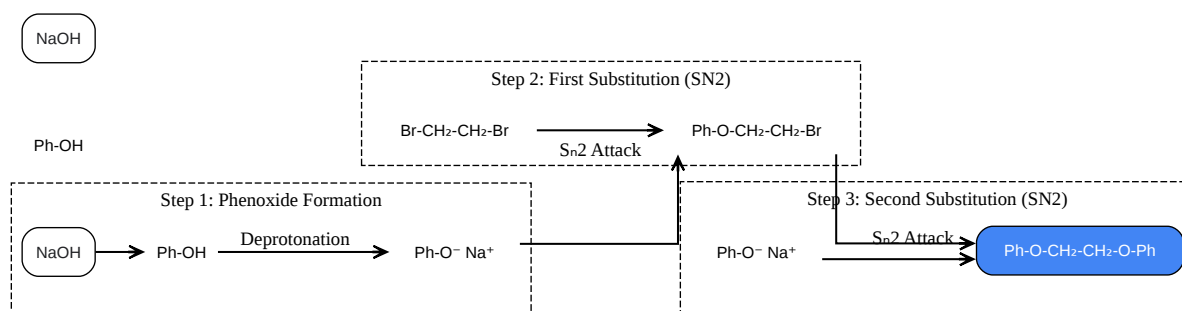 NaOH
Step 2: First Substitution (SN2)
Br-CH₂-CH₂-Br
Ph-O-CH₂-CH₂-Br
Sₙ2 Attack
Ph-OH
Step 1: Phenoxide Formation
NaOH
Ph-OH
Deprotonation
Ph-O⁻ Na⁺
Step 3: Second Substitution (SN2)
Ph-O⁻ Na⁺
Sₙ2 Attack
Ph-O-CH₂-CH₂-O-Ph